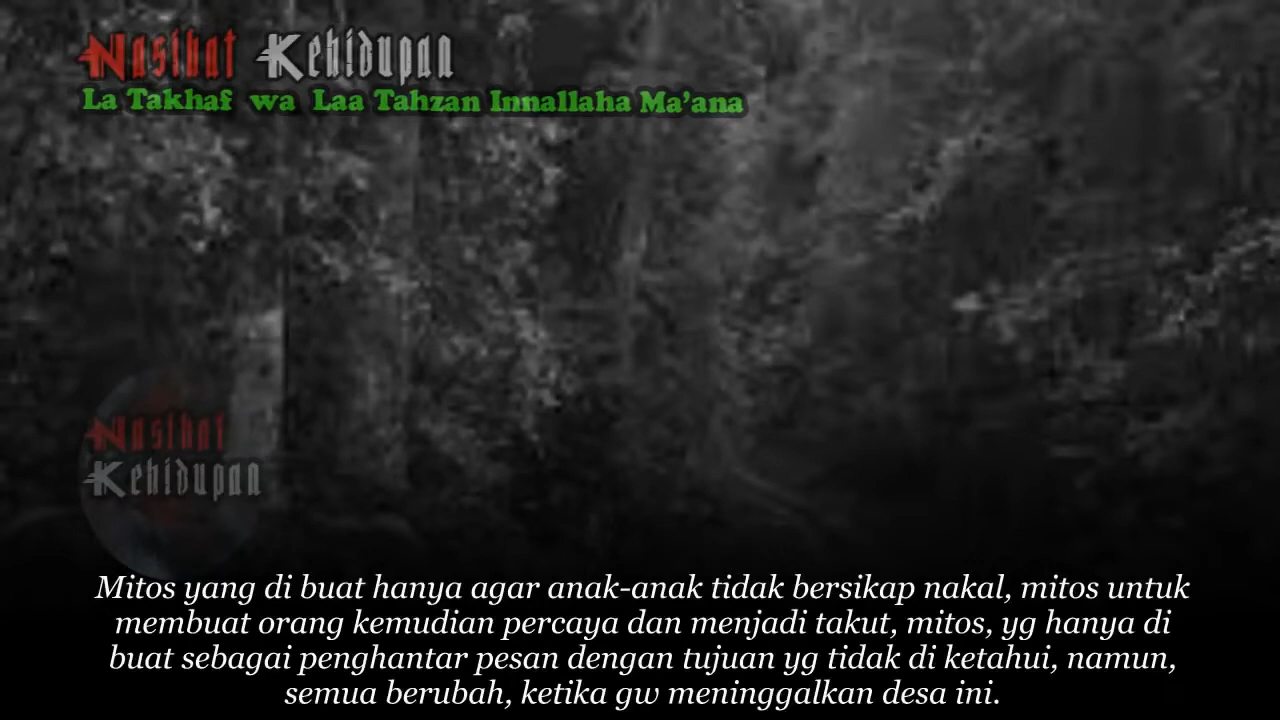 Nasihat Kehidupan
La Takhaf wa Laa Tahzan Innallaha Ma'ana
Nasihat
Kehidupan
Mitos yang di buat hanya agar anak-anak tidak bersikap nakal, mitos untuk
membuat orang kemudian percaya dan menjadi takut, mitos, yg hanya di
buat sebagai penghantar pesan dengan tujuan yg tidak di ketahui, namun,
semua berubah, ketika gw meninggalkan desa ini.